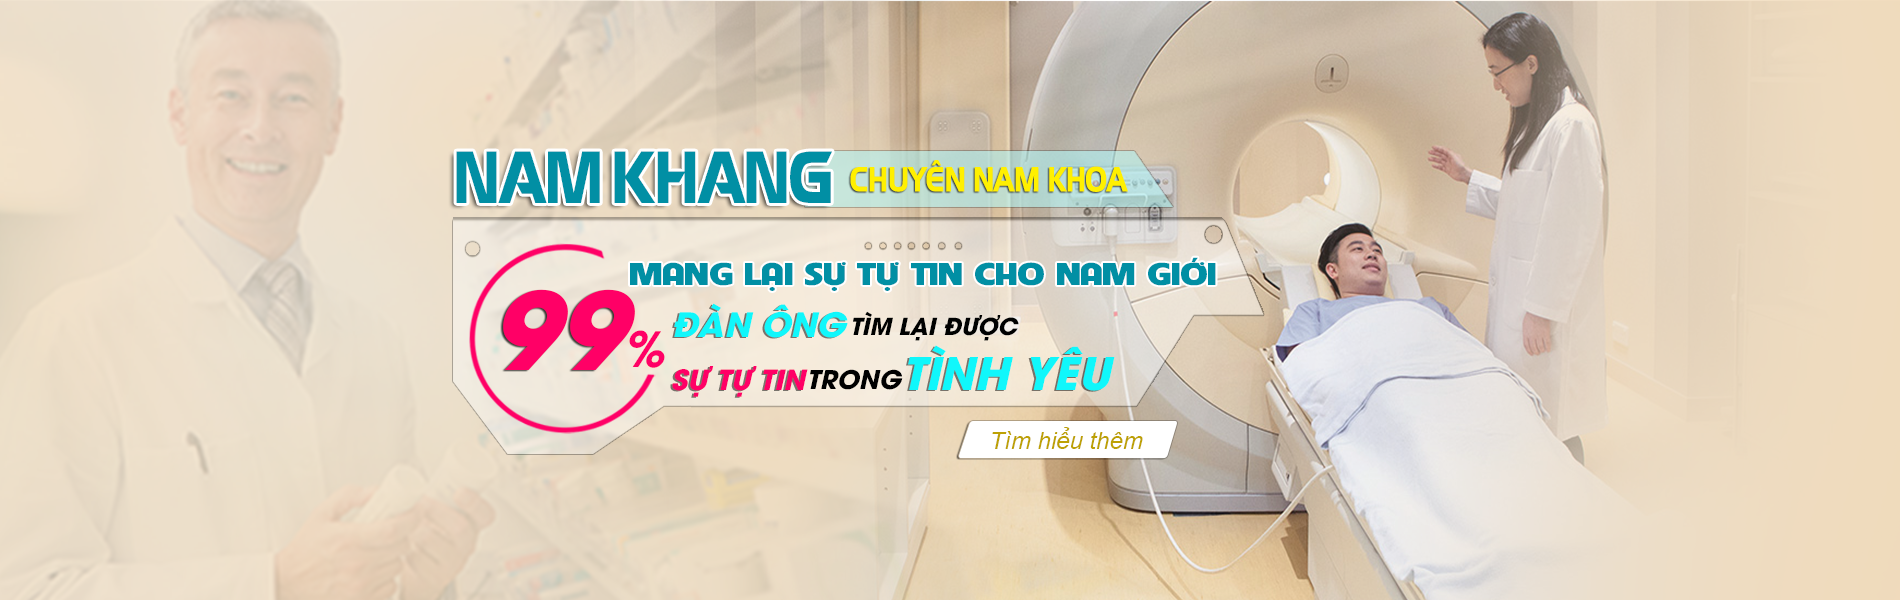 NAM KHANG CHUYÊN NAM KHOA
MANG LẠI SỰ TỰ TIN CHO NAM GIỚI
99% ĐÀN ÔNG TÌM LẠI ĐƯỢC
SỰ TỰ TIN TRONG TÌNH YÊU
Tìm hiểu thêm